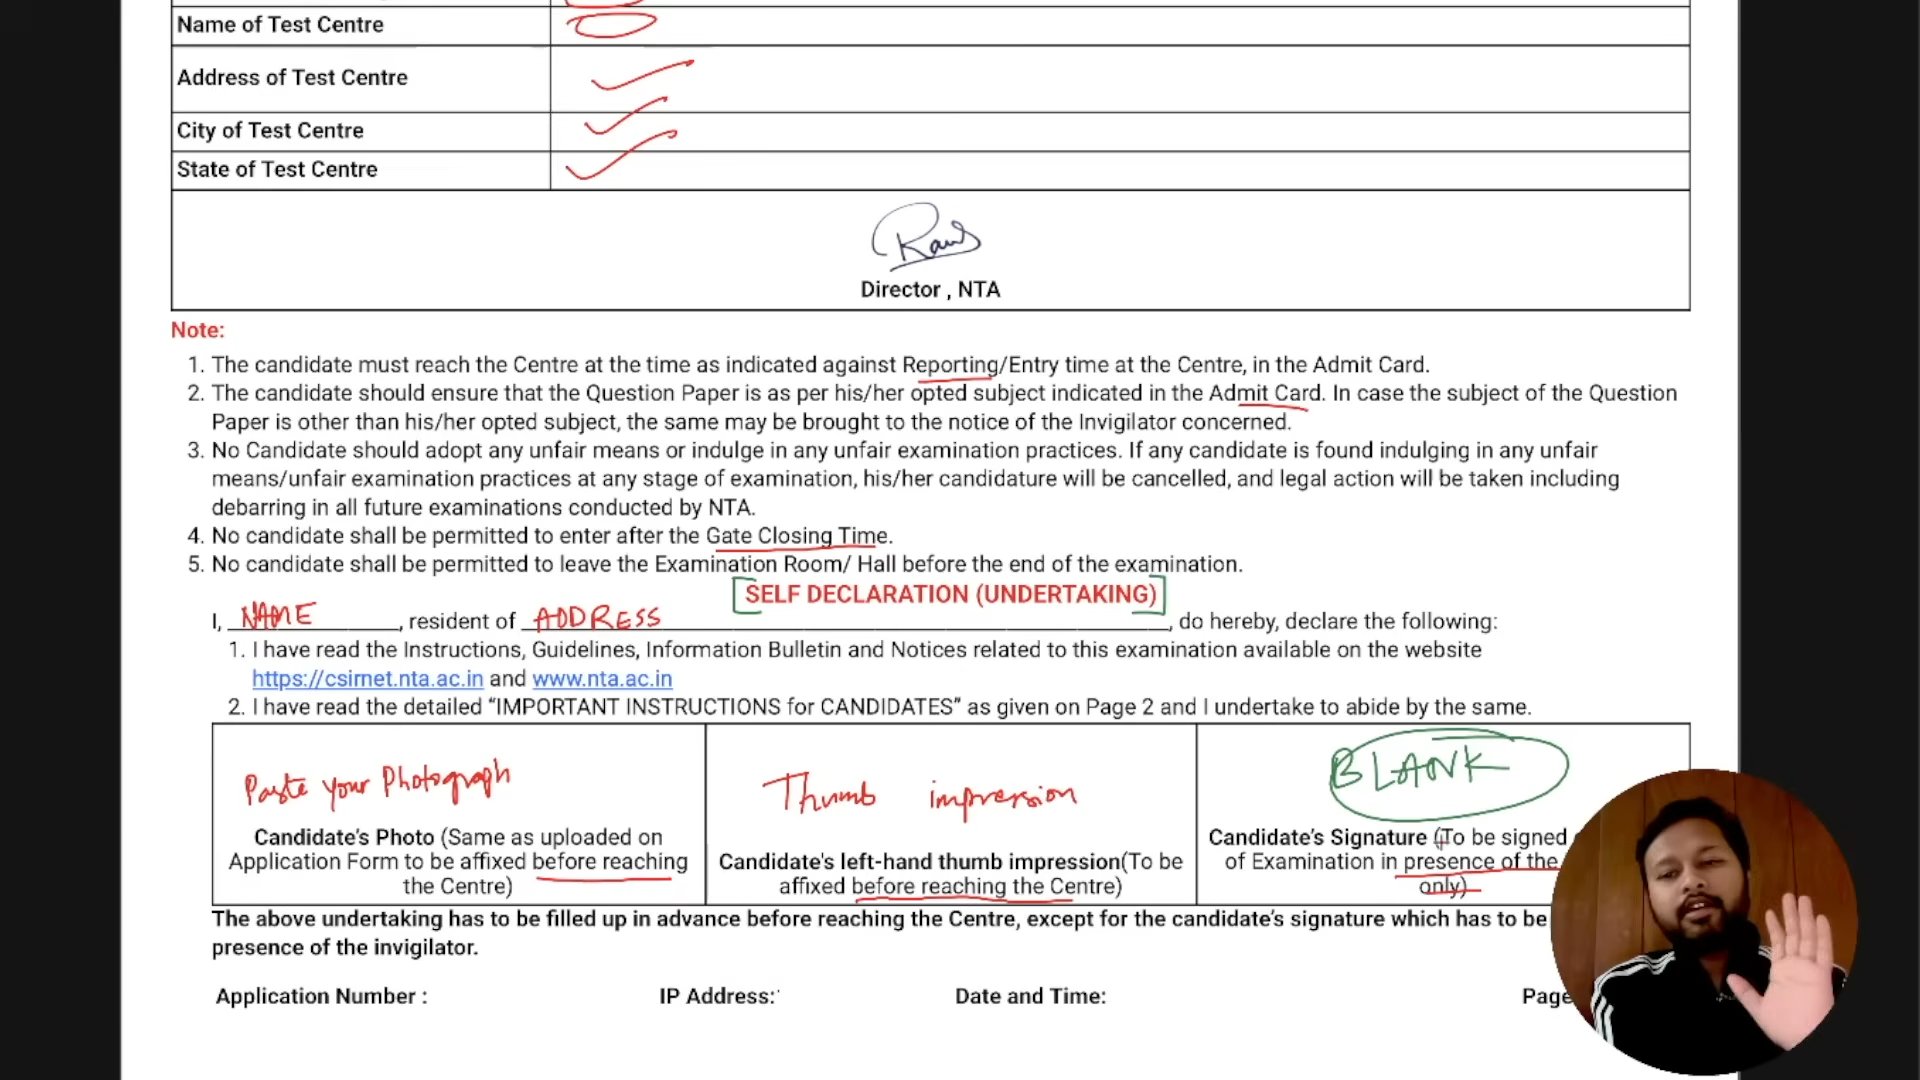 Name of Test Centre
Address of Test Centre
City of Test Centre
State of Test Centre
Director , NTA
Note:
1. The candidate must reach the Centre at the time as indicated against Reporting/Entry time at the Centre, in the Admit Card.
2. The candidate should ensure that the Question Paper is as per his/her opted subject indicated in the Admit Card. In case the subject of the Question
Paper is other than his/her opted subject, the same may be brought to the notice of the Invigilator concerned.
3. No Candidate should adopt any unfair means or indulge in any unfair examination practices. If any candidate is found indulging in any unfair
means/unfair examination practices at any stage of examination, his/her candidature will be cancelled, and legal action will be taken including
debarring in all future examinations conducted by NTA.
4. No candidate shall be permitted to enter after the Gate Closing Time.
5. No candidate shall be permitted to leave the Examination Room/ Hall before the end of the examination.
SELF DECLARATION (UNDERTAKING)
I, NAME, resident of ADDRESS, do hereby, declare the following:
1. I have read the Instructions, Guidelines, Information Bulletin and Notices related to this examination available on the website
https://csirnet.nta.ac.in and www.nta.ac.in
2. I have read the detailed “IMPORTANT INSTRUCTIONS for CANDIDATES” as given on Page 2 and I undertake to abide by the same.
Paste your Photograph
Candidate's Photo (Same as uploaded on
Application Form to be affixed before reaching
the Centre)
Thumb impression
Candidate's left-hand thumb impression(To be
affixed before reaching the Centre)
BLANK
Candidate's Signature (To be signed
of Examination in presence of the
only)
The above undertaking has to be filled up in advance before reaching the Centre, except for the candidate's signature which has to be
presence of the invigilator.
Application Number : IP Address: Date and Time: Page